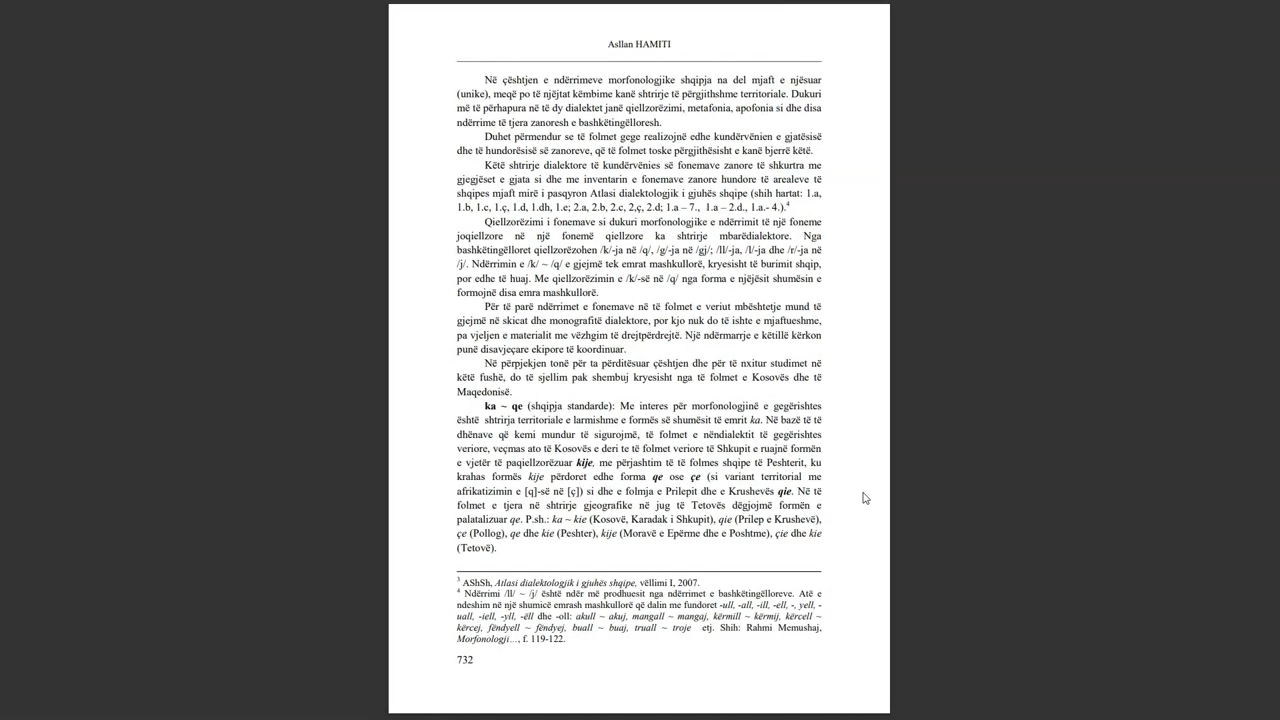 Asllan HAMITI
Në çështjen e ndërrimeve morfonologjike shqipja na del mjaft e njësuar
(unike), meqë po të njëjtat këmbime kanë shtrirje të përgjithshme territoriale. Dukuri
më të përhapura në të dy dialektet janë qiellzorëzimi, metafonia, apofonia si dhe disa
ndërrime të tjera zanoresh e bashkëtingëlloresh.
Duhet përmendur se të folmet gege realizojnë edhe kundërvënien e gjatësisë
dhe të hundorësisë së zanoreve, që të folmet toske përgjithësisht e kanë bjerrë këtë.
Këtë shtrirje dialektore të kundërvënies së fonemave zanore të shkurtra me
gjegjëset e gjata si dhe me inventarin e fonemave zanore hundore të arealeve të
shqipes mjaft mirë i pasqyron Atlasi dialektologjik i gjuhës shqipe (shih hartat: 1.a,
1.b, 1.c, 1.ç, 1.d, 1.dh, 1.e; 2.a, 2.b, 2.c, 2,ç, 2.d; 1.a – 7., 1.a – 2.d., 1.a.- 4.).4
Qiellzorëzimi i fonemave si dukuri morfonologjike e ndërrimit të një foneme
joqiellzore në një fonemë qiellzore ka shtrirje mbarëdialektore. Nga
bashkëtingëlloret qiellzorëzohen /k/-ja në /q/, /g/-ja në /gj/; /ll/-ja, /l/-ja dhe /r/-ja në
/j/. Ndërrimin e /k/ ~ /q/ e gjejmë tek emrat mashkullorë, kryesisht të burimit shqip,
por edhe të huaj. Me qiellzorëzimin e /k/-së në /q/ nga forma e njëjësit shumësin e
formojnë disa emra mashkullorë.
Për të parë ndërrimet e fonemave në të folmet e veriut mbështetje mund të
gjejmë në skicat dhe monografitë dialektore, por kjo nuk do të ishte e mjaftueshme,
pa vjeljen e materialit me vëzhgim të drejtpërdrejtë. Një ndërmarrje e këtillë kërkon
punë disavjeçare ekipore të koordinuar.
Në përpjekjen tonë për ta përditësuar çështjen dhe për të nxitur studimet në
këtë fushë, do të sjellim pak shembuj kryesisht nga të folmet e Kosovës dhe të
Maqedonisë.
ka ~ qe (shqipja standarde): Me interes për morfonologjinë e gegërishtes
është shtrirja territoriale e larmishme e formës së shumësit të emrit ka. Në bazë të të
dhënave që kemi mundur të sigurojmë, të folmet e nëndialektit të gegërishtes
veriore, veçmas ato të Kosovës e deri te të folmet veriore të Shkupit e ruajnë formën
e vjetër të paqiellzorëzuar kije, me përjashtim të të folmes shqipe të Peshterit, ku
krahas formës kije përdoret edhe forma qe ose çe (si variant territorial me
afrikatizimin e [q]-së në [ç]) si dhe e folmja e Prilepit dhe e Krushevës qie. Në të
folmet e tjera në shtrirje gjeografike në jug të Tetovës dëgjojmë formën e
palatalizuar qe. P.sh.: ka ~ kie (Kosovë, Karadak i Shkupit), qie (Prilep e Krushevë),
çe (Pollog), qe dhe kie (Peshter), kije (Moravë e Epërme dhe e Poshtme), çie dhe kie
(Tetovë).
3 AShSh, Atlasi dialektologjik i gjuhës shqipe, vëllimi I, 2007.
4 Ndërrimi /ll/ ~ /j/ është ndër më prodhuesit nga ndërrimet e bashkëtingëlloreve. Atë e
ndeshim në një shumicë emrash mashkullorë që dalin me fundoret -ull, -all, -ill, -ell, -, yell, -
uall, -iell, -yll, -ëll dhe -oll: akull ~ akuj, mangall ~ mangaj, kërmill ~ kërmij, kërcell ~
kërcej, fëndyell ~ fëndyej, buall ~ buaj, truall ~ troje etj. Shih: Rahmi Memushaj,
Morfonologji…, f. 119-122.
732